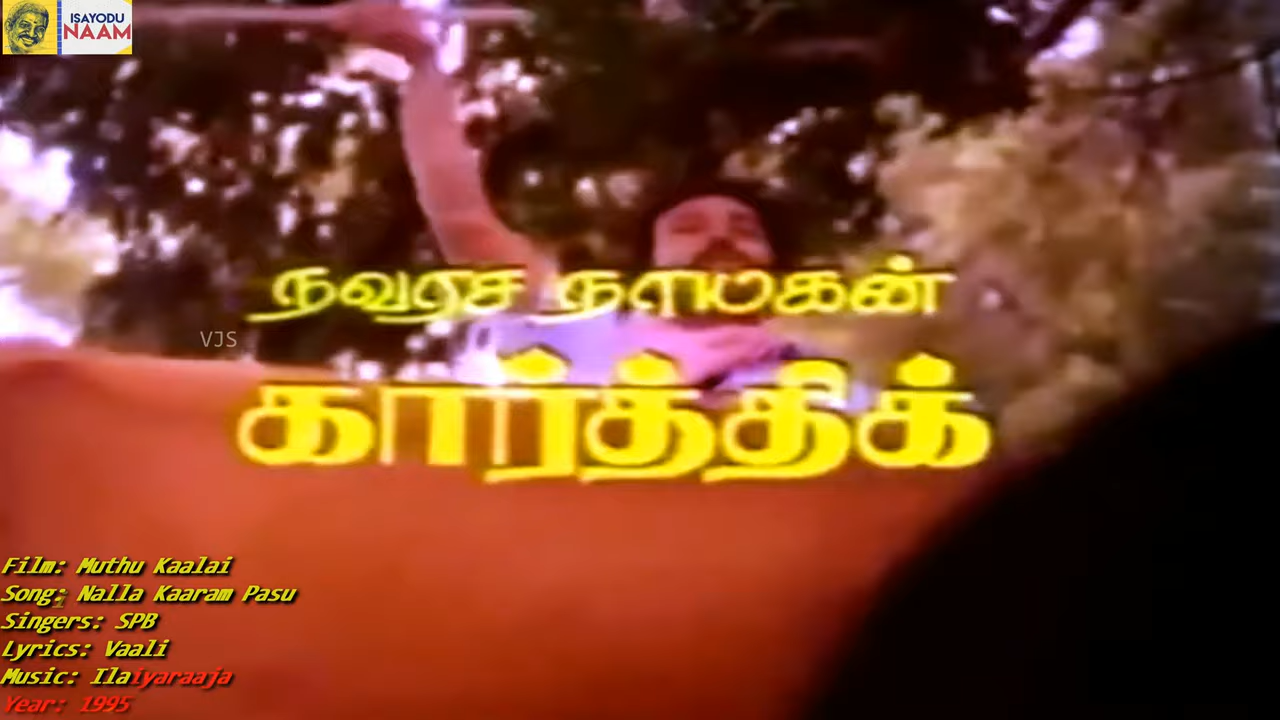 ISAYODU
NAAM
நவரச நாயகன்
VJS
கார்த்திக்
Film: Muthu Kaalai
Song: Nalla Kaaram Pasu
Singers: SPB
Lyrics: Vaali
Music: Ilaiyaraaja
Year: 1995